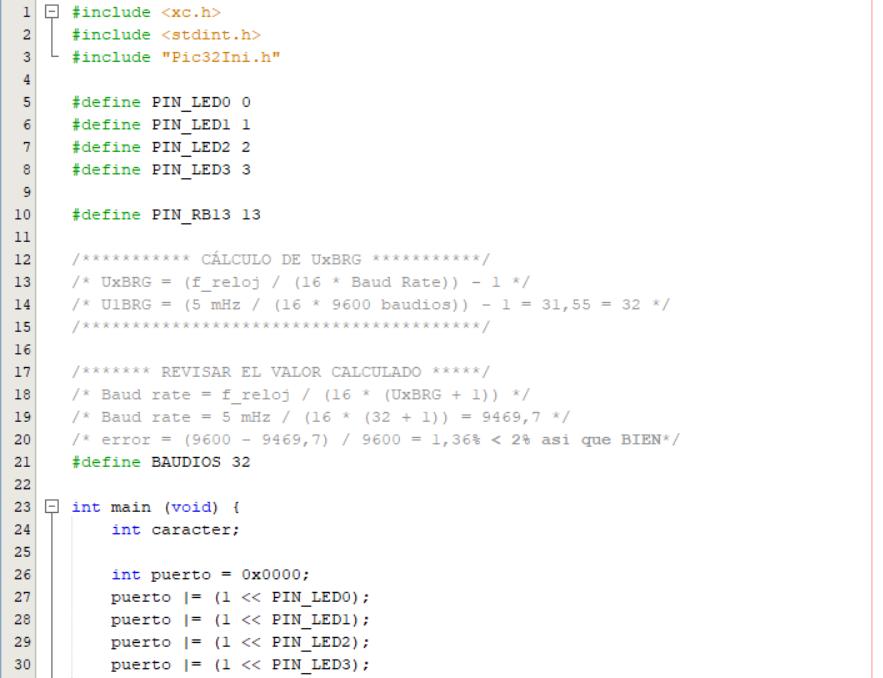 1 #include <xc.h>
2 #include <stdint.h>
3 #include "Pic32Ini.h"
4
5 #define PIN_LED0 0
6 #define PIN_LED1 1
7 #define PIN_LED2 2
8 #define PIN_LED3 3
9
10 #define PIN_RB13 13
11
12 /*********** CÁLCULO DE UxBRG ***********/
13 /* UxBRG = (f_reloj / (16 * Baud Rate)) - 1 */
14 /* U1BRG = (5 mHz / (16 * 9600 baudios)) - 1 = 31,55 = 32 */
15 /****************************************/
16
17 /******* REVISAR EL VALOR CALCULADO *****/
18 /* Baud rate = f_reloj / (16 * (UxBRG + 1)) */
19 /* Baud rate = 5 mHz / (16 * (32 + 1)) = 9469,7 */
20 /* error = (9600 - 9469,7) / 9600 = 1,36% < 2% asi que BIEN*/
21 #define BAUDIOS 32
22
23 int main (void) {
24 int caracter;
25
26 int puerto = 0x0000;
27 puerto |= (1 << PIN_LED0);
28 puerto |= (1 << PIN_LED1);
29 puerto |= (1 << PIN_LED2);
30 puerto |= (1 << PIN_LED3);